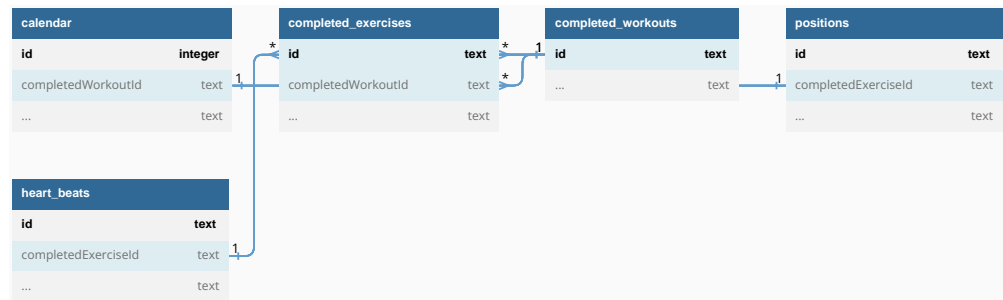 calendar
id integer
completedWorkoutId text
... text
completed_exercises
id text
completedWorkoutId text
... text
completed_workouts
id text
... text
positions
id text
completedExerciseId text
... text
heart_beats
id text
completedExerciseId text
... text
*
1
*
*
1
1
1